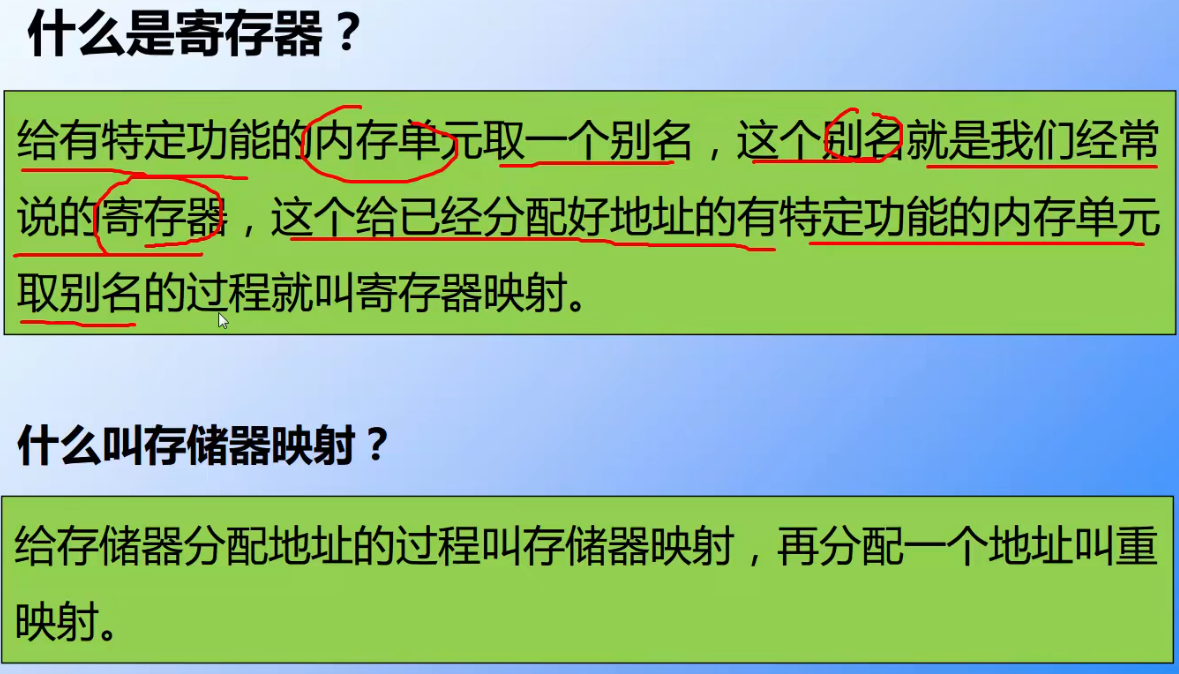 什么是寄存器？
给有特定功能的内存单元取一个别名，这个别名就是我们经常
说的寄存器，这个给已经分配好地址的有特定功能的内存单元
取别名的过程就叫寄存器映射。
什么叫存储器映射？
给存储器分配地址的过程叫存储器映射，再分配一个地址叫重
映射。